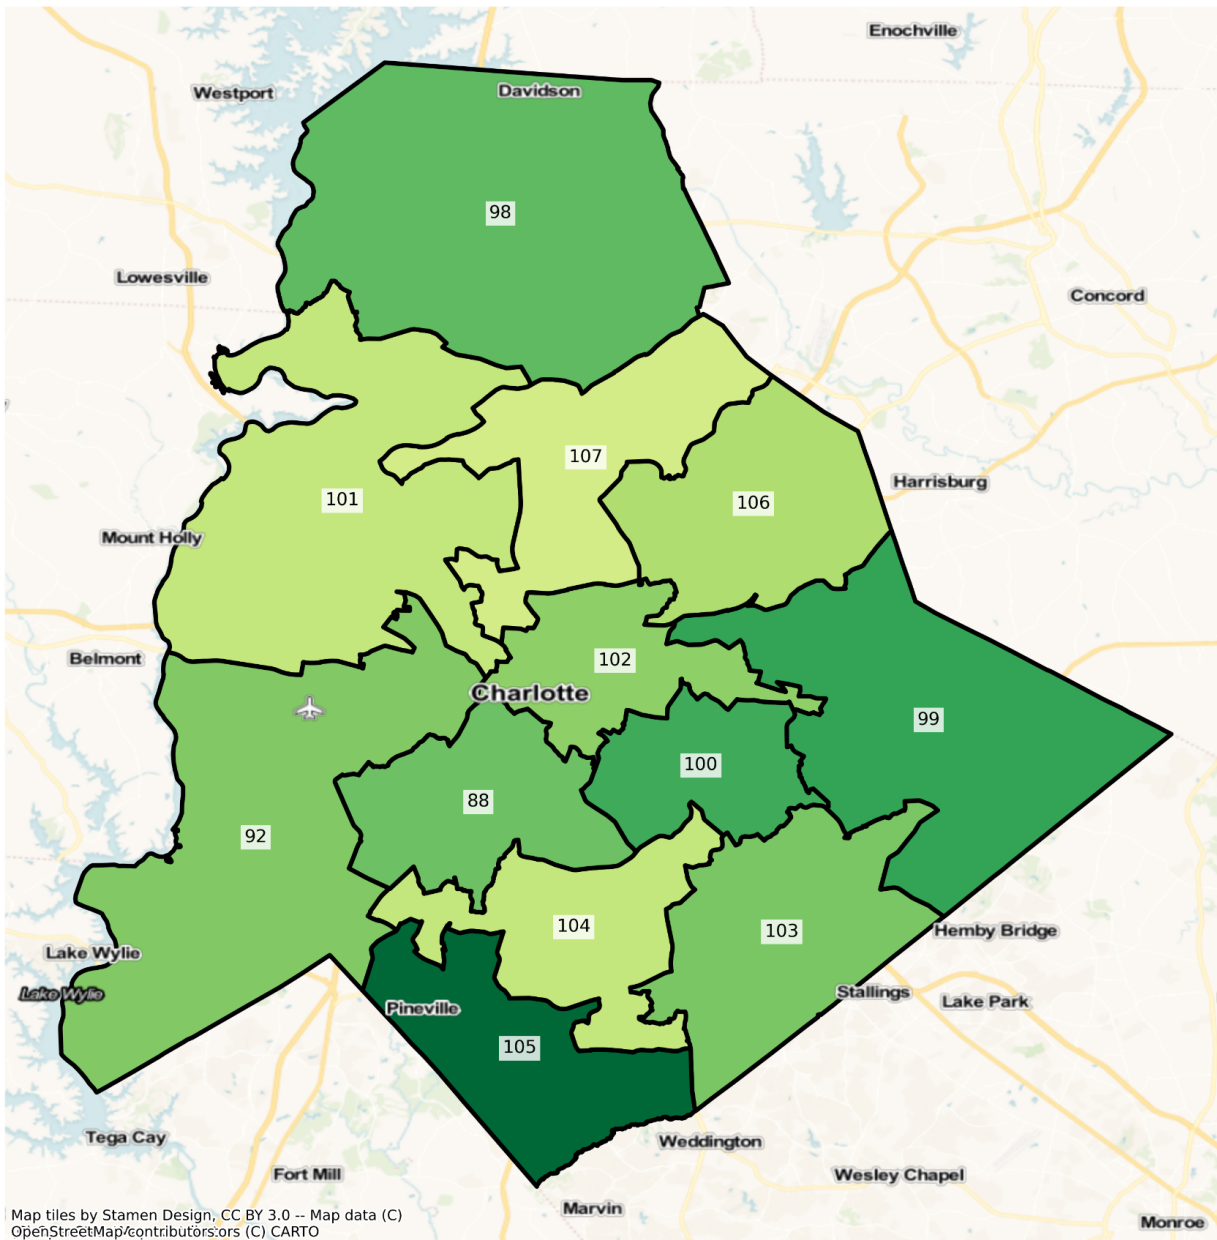 Enochville
Westport
Davidson
98
Lowesville
Concord
107
Harrisburg
101
106
Mount Holly
Belmont
102
Charlotte
99
100
88
92
104
103
Hemby Bridge
Lake Wylie
Lake Wylie
Stallings
Lake Park
Pineville
105
Tega Cay
Weddington
Fort Mill
Wesley Chapel
Marvin
Monroe
Map tiles by Stamen Design, CC BY 3.0 -- Map data (C)
OpenStreetMap contributors
(C) CARTO